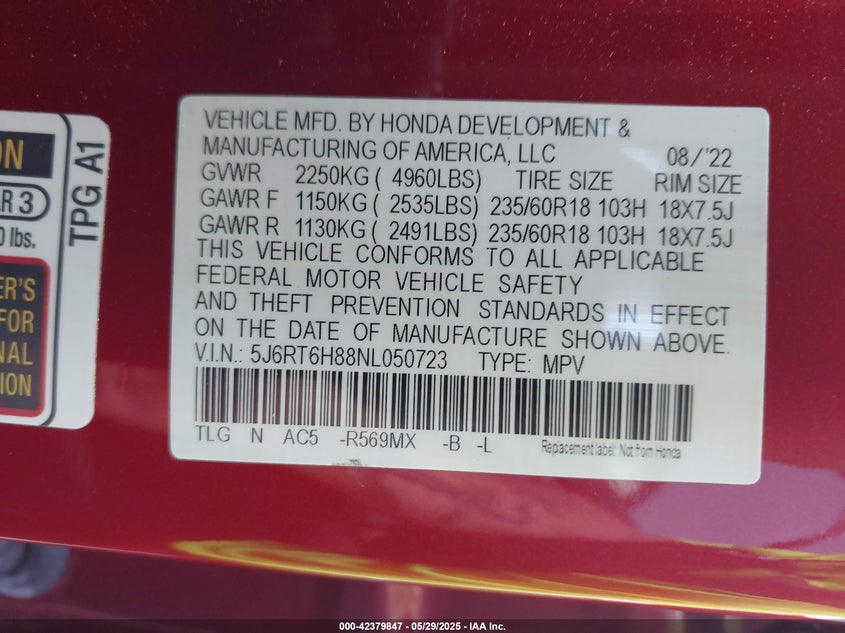 ON
R 3
0 lbs.
ER'S
FOR
NAL
TION
TPG A1
VEHICLE MFD. BY HONDA DEVELOPMENT &
MANUFACTURING OF AMERICA, LLC 08/'22
GVWR 2250KG ( 4960LBS) TIRE SIZE RIM SIZE
GAWR F 1150KG ( 2535LBS) 235/60R18 103H 18X7.5J
GAWR R 1130KG ( 2491LBS) 235/60R18 103H 18X7.5J
THIS VEHICLE CONFORMS TO ALL APPLICABLE
FEDERAL MOTOR VEHICLE SAFETY
AND THEFT PREVENTION STANDARDS IN EFFECT
ON THE DATE OF MANUFACTURE SHOWN ABOVE.
V.I.N.: 5J6RT6H88NL050723 TYPE: MPV
TLG N AC5 -R569MX -B -L Replacement label: Not from Honda
000-42379847 - 05/29/2025 - IAA Inc.